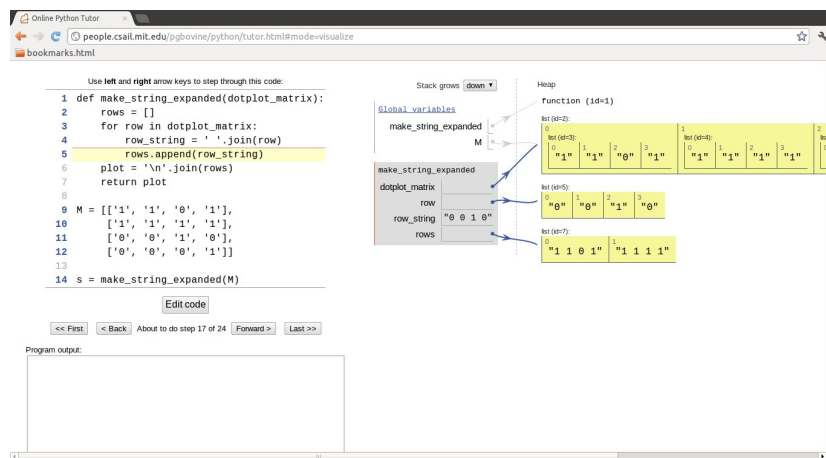 Online Python Tutor
people.csail.mit.edu/pgbovine/python/tutor.html#mode=visualize
bookmarks.html
Use left and right arrow keys to step through this code:
1 def make_string_expanded(dotplot_matrix):
2     rows = []
3     for row in dotplot_matrix:
4         row_string = ' '.join(row)
5         rows.append(row_string)
6     plot = '\n'.join(rows)
7     return plot
8
9 M = [['1', '1', '0', '1'],
10      ['1', '1', '1', '1'],
11      ['0', '0', '1', '0'],
12      ['0', '0', '0', '1']]
13
14 s = make_string_expanded(M)
Edit code
<< First < Back About to do step 17 of 24 Forward > Last >>
Program output:
Stack grows down
Global variables
make_string_expanded
M
make_string_expanded
dotplot_matrix
row
row_string "0 0 1 0"
rows
Heap
function (id=1)
list (id=2):
0 1 2
list (id=3): list (id=4):
0 1 2 3 0 1 2 3
"1" "1" "0" "1" "1" "1" "1" "1"
list (id=5):
0 1 2 3
"0" "0" "1" "0"
list (id=7):
0 1
"1 1 0 1" "1 1 1 1"